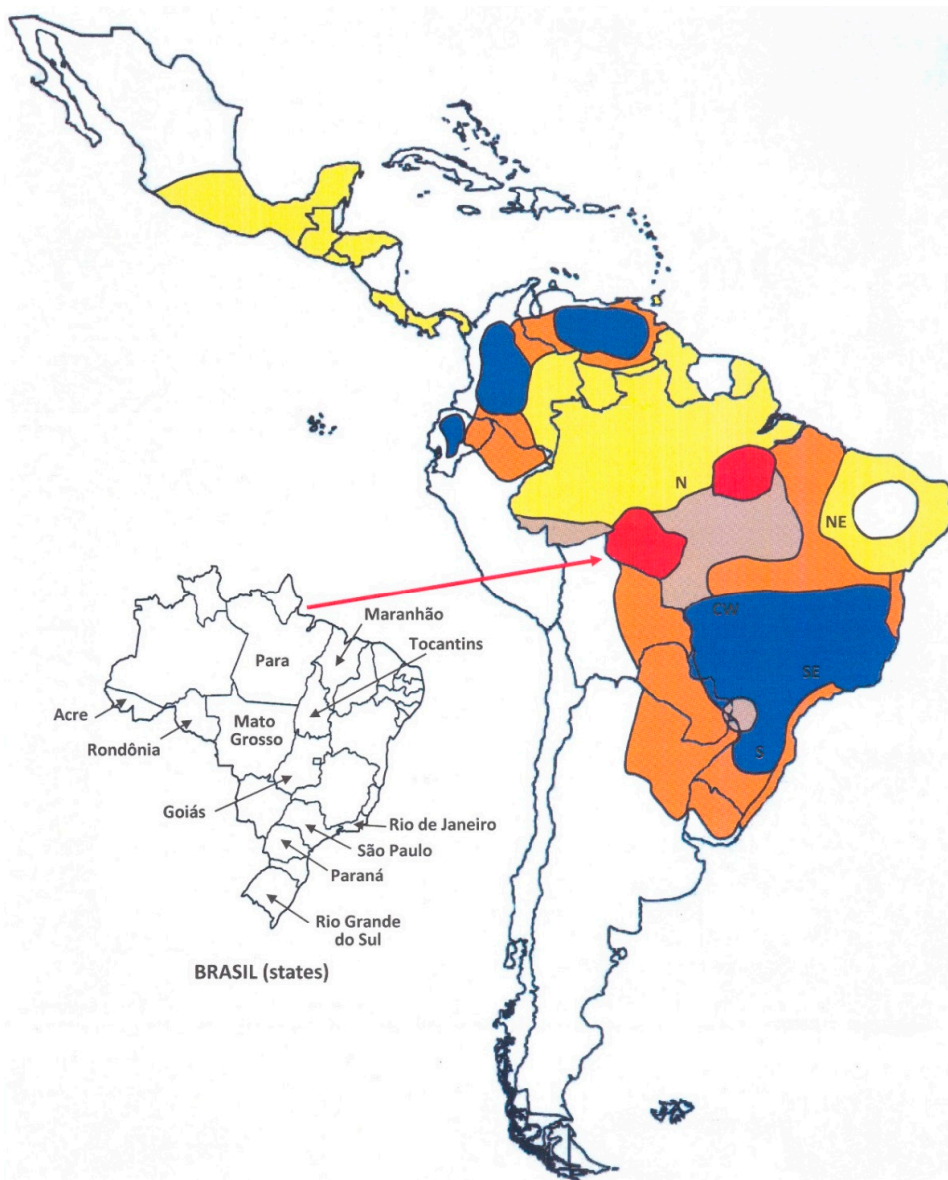 N
NE
CW
SE
S
Maranhão
Tocantins
Para
Acre
Rondônia
Mato
Grosso
Goiás
Rio de Janeiro
São Paulo
Paraná
Rio Grande
do Sul
BRASIL (states)